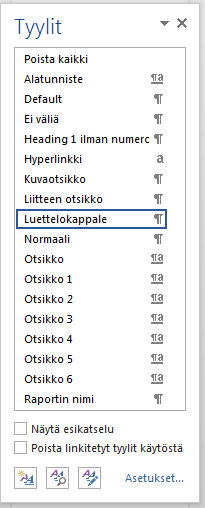 Tyylit
Poista kaikki
Alatunniste
Default
Ei väliä
Heading 1 ilman numero
Hyperlinkki
Kuvaotsikko
Liitteen otsikko
Luettelokappale
Normaali
Otsikko
Otsikko 1
Otsikko 2
Otsikko 3
Otsikko 4
Otsikko 5
Otsikko 6
Raportin nimi
Näytä esikatselu
Poista linkitetyt tyylit käytöstä
Asetukset...